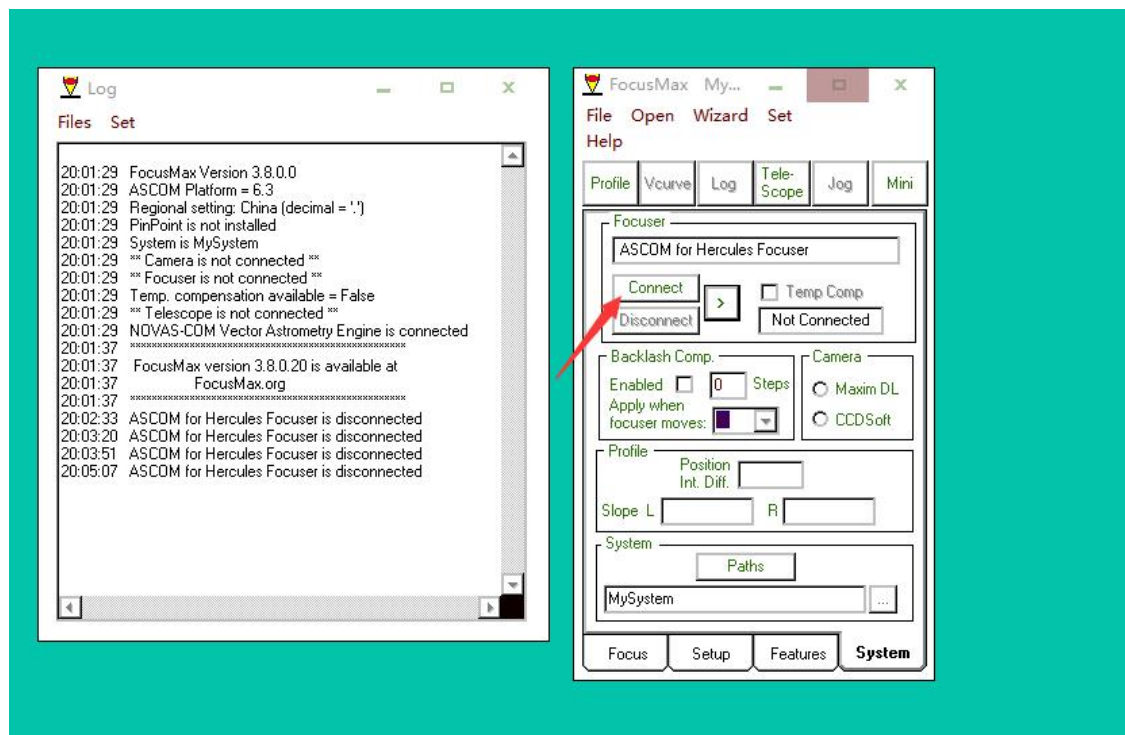 Log
Files Set
20:01:29 FocusMax Version 3.8.0.0
20:01:29 ASCOM Platform = 6.3
20:01:29 Regional setting: China (decimal = '.')
20:01:29 PinPoint is not installed
20:01:29 System is MySystem
20:01:29 ** Camera is not connected **
20:01:29 ** Focuser is not connected **
20:01:29 Temp. compensation available = False
20:01:29 ** Telescope is not connected **
20:01:29 NOVAS-COM Vector Astrometry Engine is connected
20:01:37 **************************************************
20:01:37 FocusMax version 3.8.0.20 is available at
20:01:37 FocusMax.org
20:01:37 **************************************************
20:02:33 ASCOM for Hercules Focuser is disconnected
20:03:20 ASCOM for Hercules Focuser is disconnected
20:03:51 ASCOM for Hercules Focuser is disconnected
20:05:07 ASCOM for Hercules Focuser is disconnected
FocusMax My...
File Open Wizard Set
Help
Profile Vcurve Log Tele-
Scope Jog Mini
Focuser
ASCOM for Hercules Focuser
Connect
> Temp Comp
Disconnect Not Connected
Backlash Comp. Camera
Enabled 0 Steps Maxim DL
Apply when
focuser moves: CCDSoft
Profile
Position
Int. Diff.
Slope L R
System
Paths
MySystem ...
Focus Setup Features System